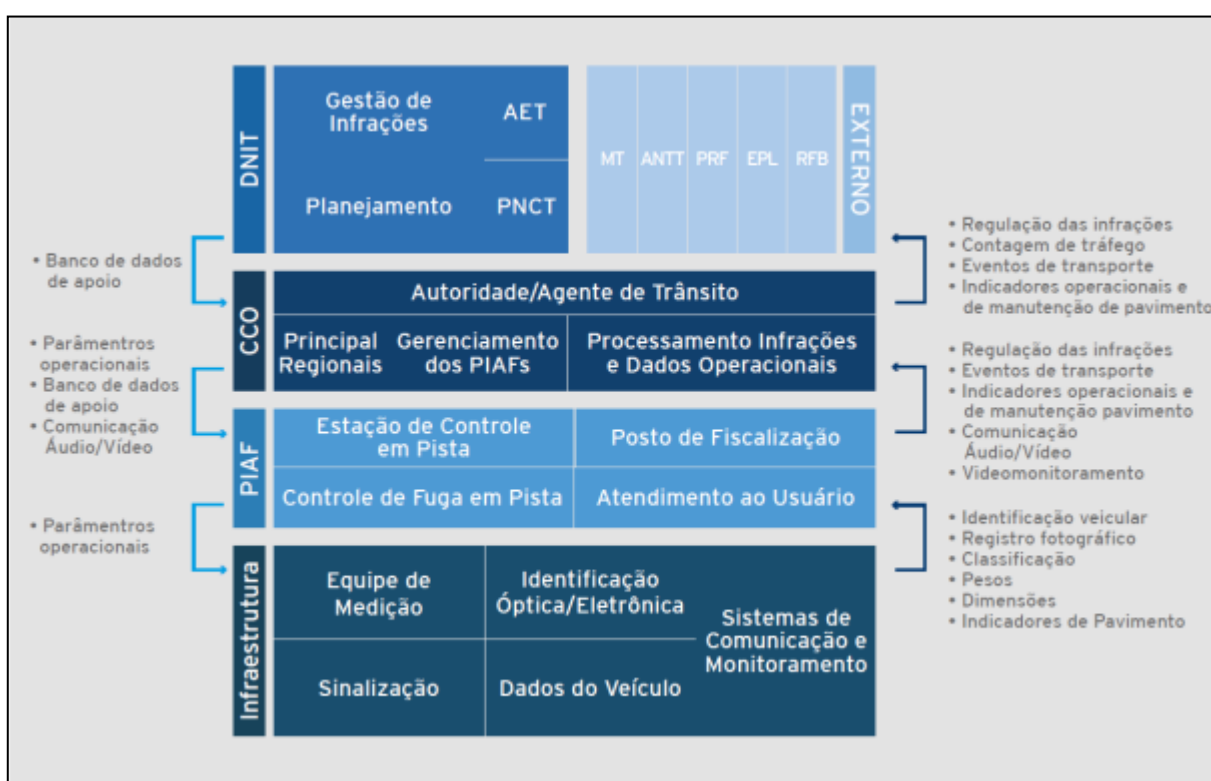 DNIT
Gestão de
Infrações
AET
Planejamento
PNCT
MT
ANTT
PRF
EPL
RFB
EXTERNO
• Banco de dados
de apoio
• Regulação das infrações
• Contagem de tráfego
• Eventos de transporte
• Indicadores operacionais e
de manutenção de pavimento
CCO
Autoridade/Agente de Trânsito
Principal
Regionais
Gerenciamento
dos PIAFs
Processamento Infrações
e Dados Operacionais
• Parâmentros
operacionais
• Banco de dados
de apoio
• Comunicação
Áudio/Vídeo
• Regulação das infrações
• Eventos de transporte
• Indicadores operacionais e
de manutenção pavimento
• Comunicação
Áudio/Vídeo
• Videomonitoramento
PIAF
Estação de Controle
em Pista
Posto de Fiscalização
Controle de Fuga em Pista
Atendimento ao Usuário
• Parâmentros
operacionais
• Identificação veicular
• Registro fotográfico
• Classificação
• Pesos
• Dimensões
• Indicadores de Pavimento
Infraestrutura
Equipe de
Medição
Identificação
Óptica/Eletrônica
Sistemas de
Comunicação e
Monitoramento
Sinalização
Dados do Veículo